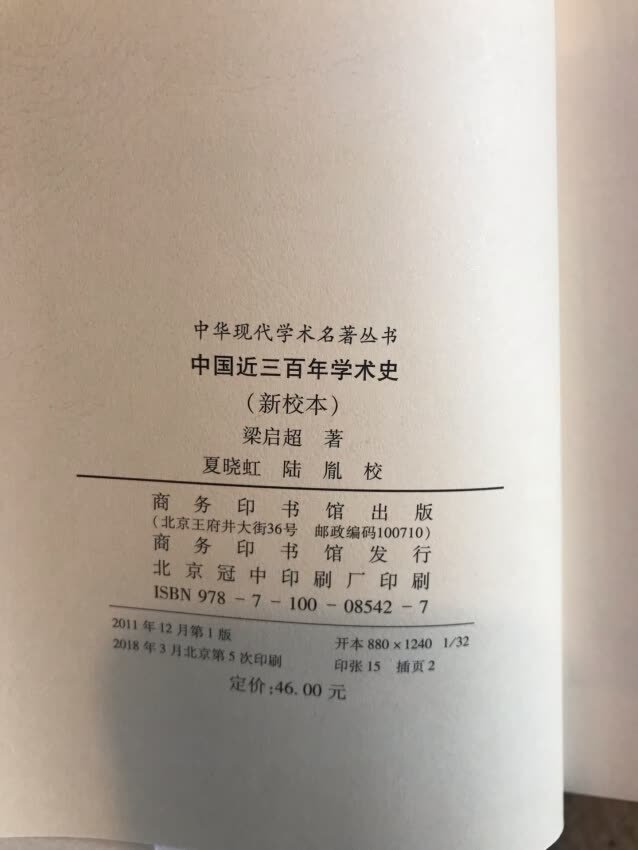 中华现代学术名著丛书
中国近三百年学术史
（新校本）
梁启超 著
夏晓虹 陆 胤 校
商务印书馆出版
（北京王府井大街36号 邮政编码100710）
商务印书馆发行
北京冠中印刷厂印刷
ISBN 978-7-100-08542-7
2011年12月第1版 开本 880×1240 1/32
2018年3月北京第5次印刷 印张 15 插页 2
定价：46.00 元